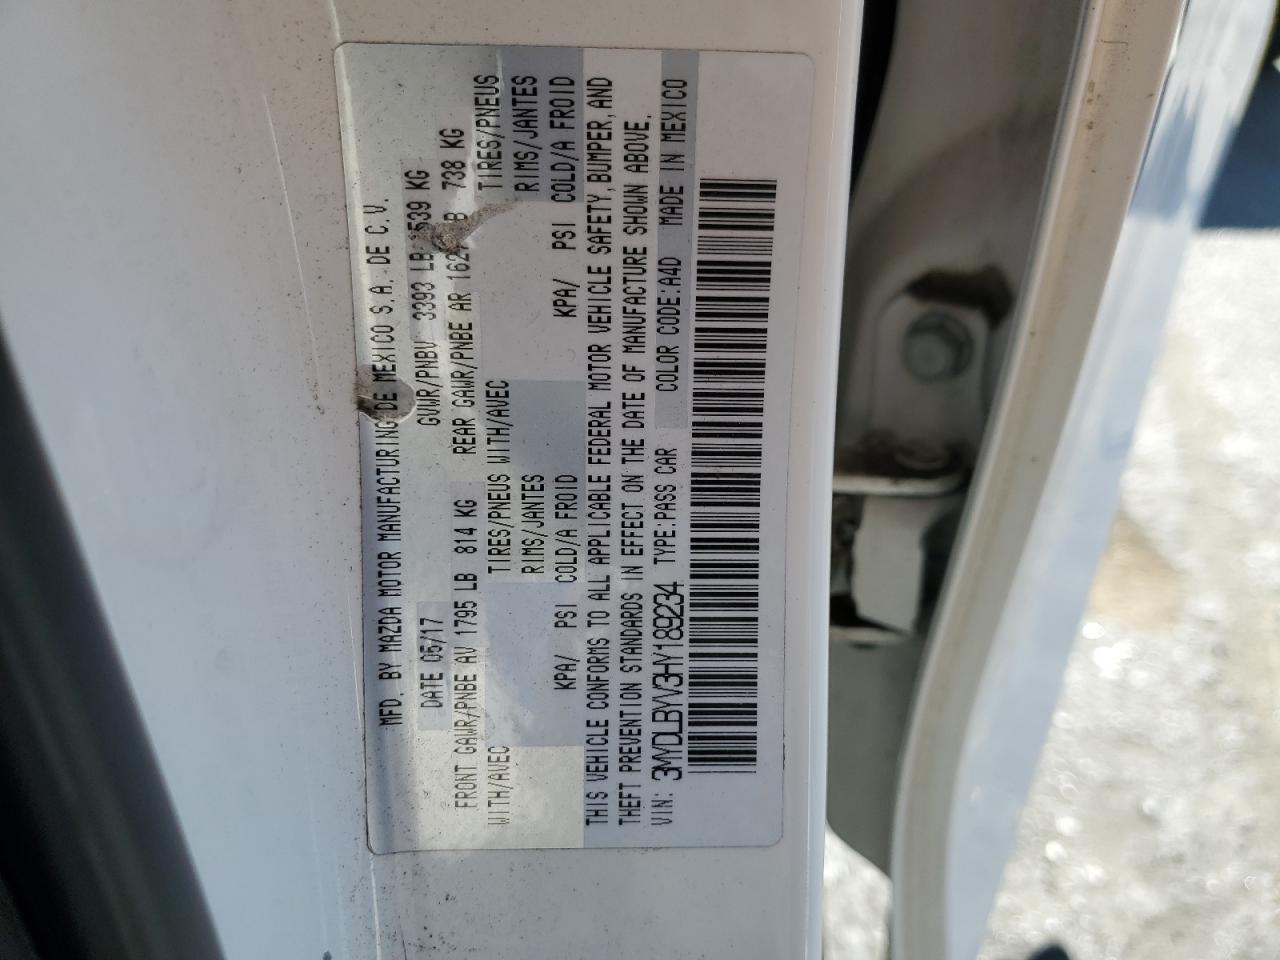 MFD. BY MAZDA MOTOR MANUFACTURING DE MEXICO S.A. DE C.V.
DATE 05/17 GVWR/PNBV 3393 LB 1539 KG
FRONT GAWR/PNBE AV 1795 LB 814 KG REAR GAWR/PNBE AR LB 738 KG
WITH/AVEC TIRES/PNEUS WITH/AVEC TIRES/PNEUS
RIMS/JANTES RIMS/JANTES
KPA/ PSI COLD/A FROID KPA/ PSI COLD/A FROID
THIS VEHICLE CONFORMS TO ALL APPLICABLE FEDERAL MOTOR VEHICLE SAFETY, BUMPER, AND
THEFT PREVENTION STANDARDS IN EFFECT ON THE DATE OF MANUFACTURE SHOWN ABOVE.
VIN: 3MYDLBYV3HY189234 TYPE:PASS CAR COLOR CODE:A4D MADE IN MEXICO